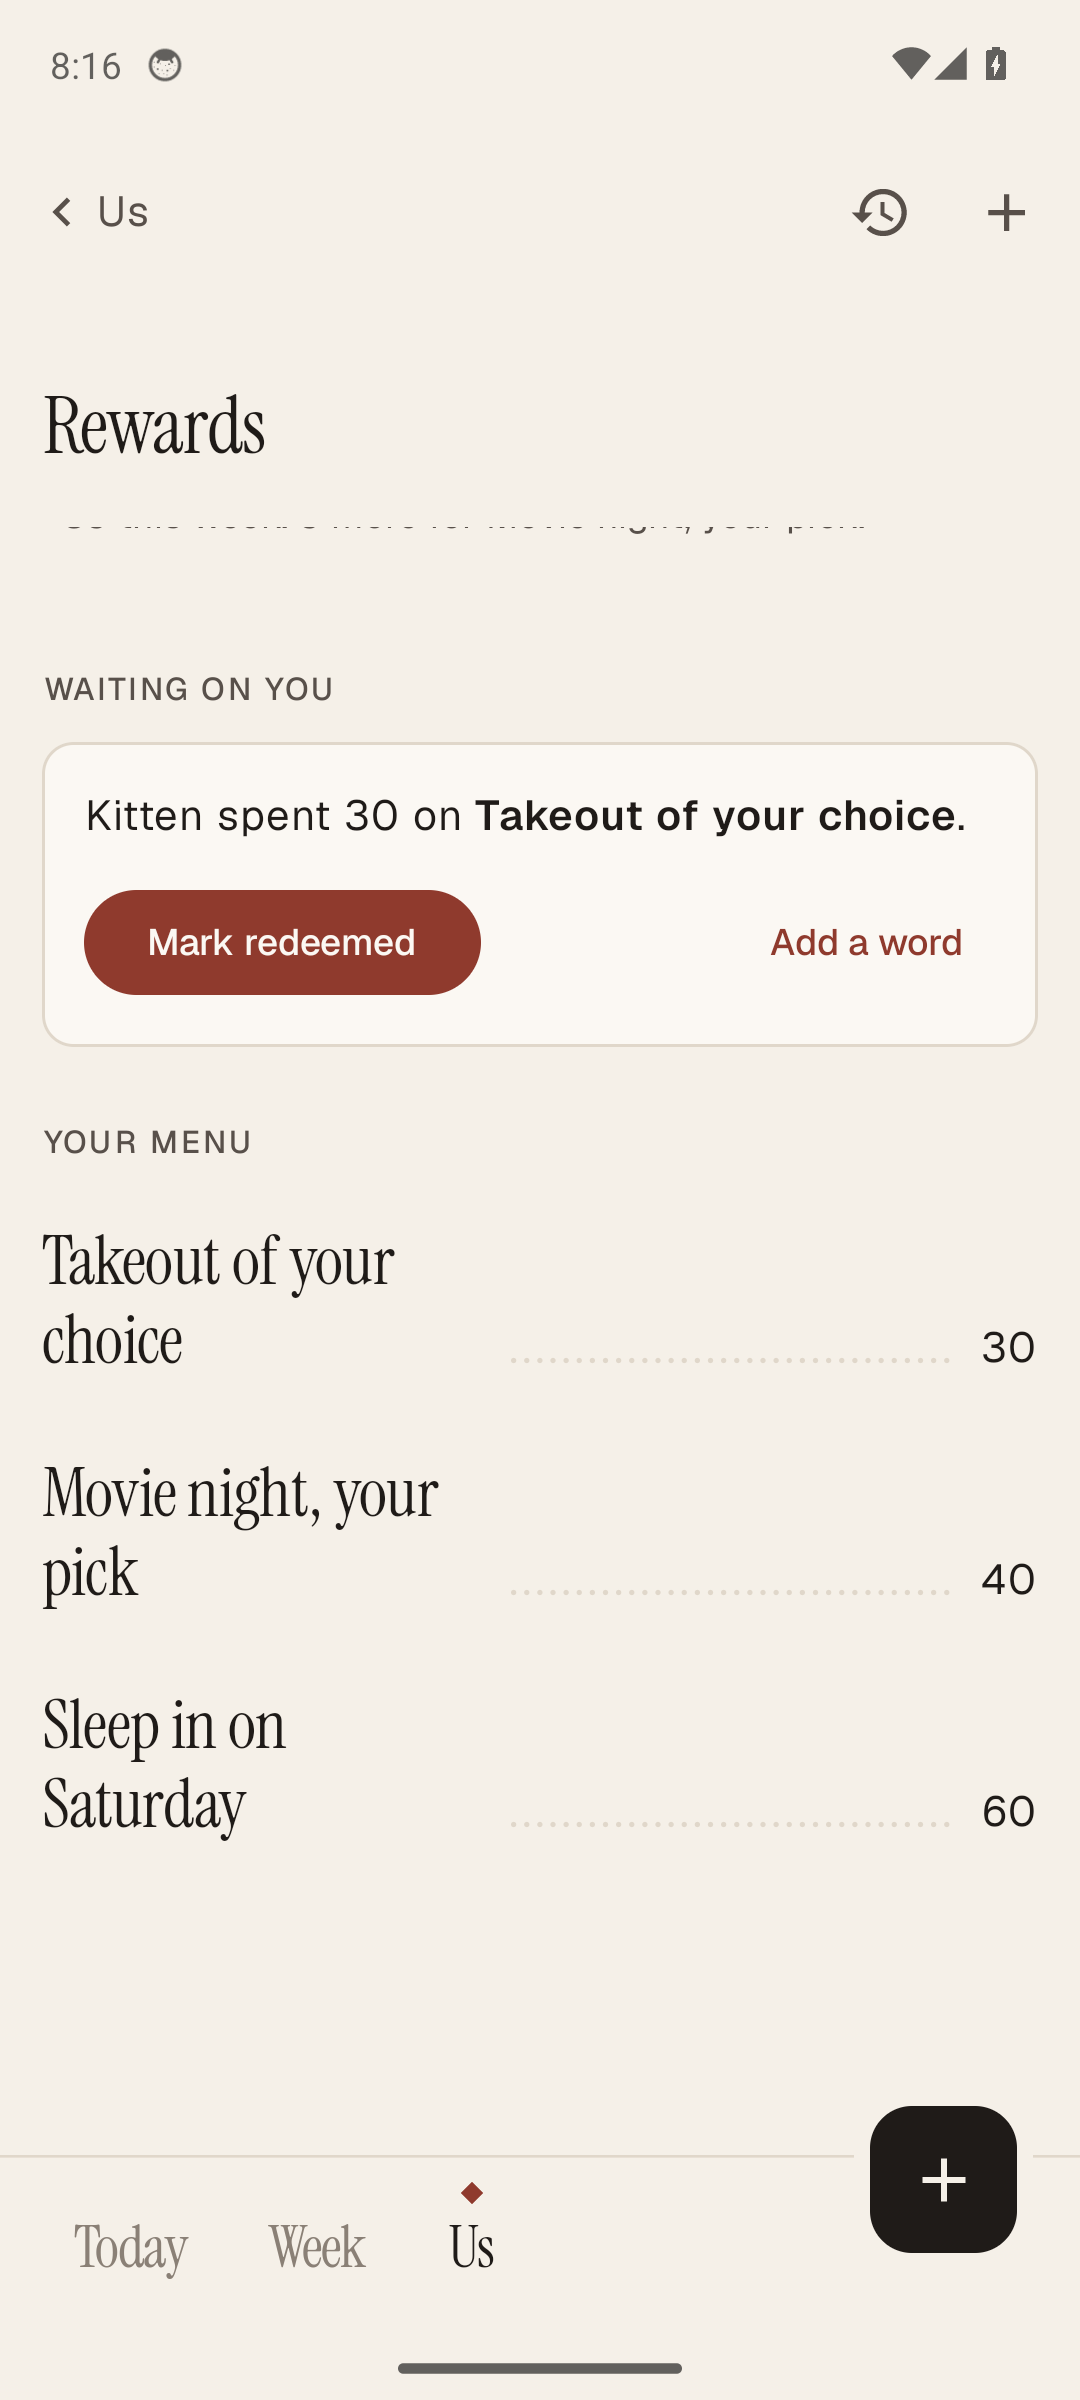 8:16
Us
Rewards
WAITING ON YOU
Kitten spent 30 on Takeout of your choice.
Mark redeemed
Add a word
YOUR MENU
Takeout of your
choice
30
Movie night, your
pick
40
Sleep in on
Saturday
60
Today
Week
Us